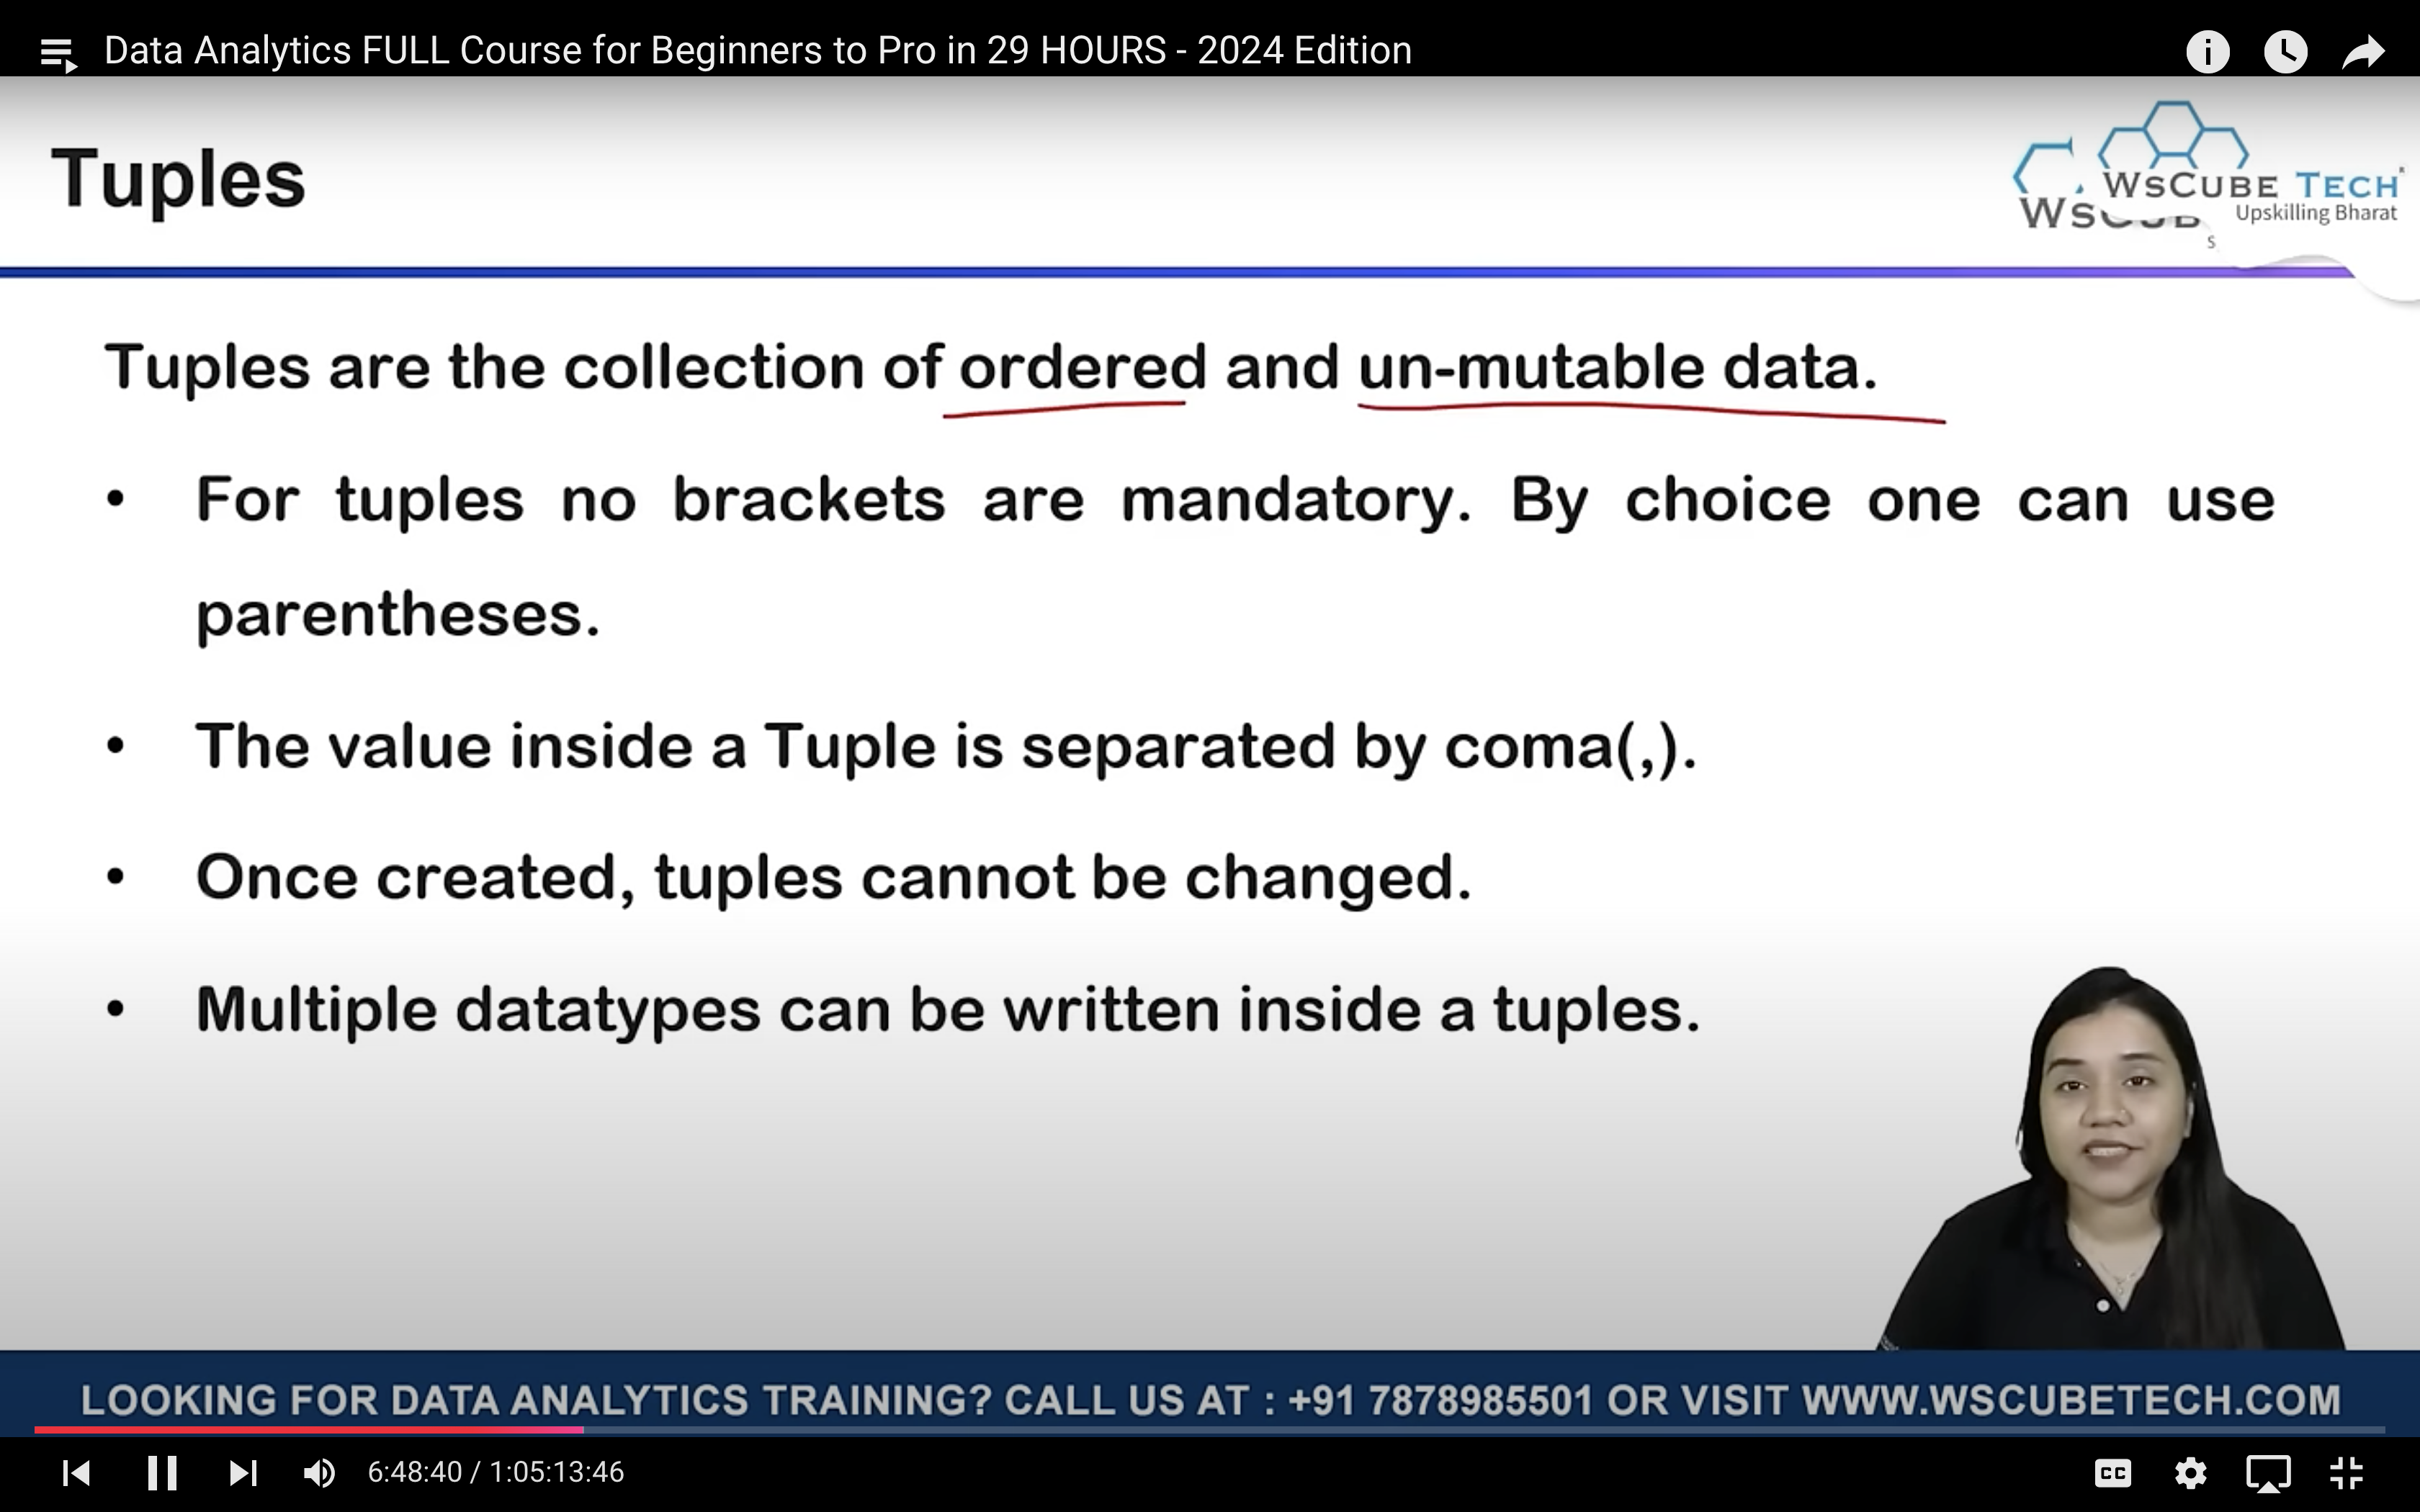 Data Analytics FULL Course for Beginners to Pro in 29 HOURS - 2024 Edition
Tuples
WSCUBE TECH
Upskilling Bharat
Tuples are the collection of ordered and un-mutable data.
• For tuples no brackets are mandatory. By choice one can use
parentheses.
• The value inside a Tuple is separated by coma(,).
• Once created, tuples cannot be changed.
• Multiple datatypes can be written inside a tuples.
LOOKING FOR DATA ANALYTICS TRAINING? CALL US AT : +91 7878985501 OR VISIT WWW.WSCUBETECH.COM
6:48:40 / 1:05:13:46
CC